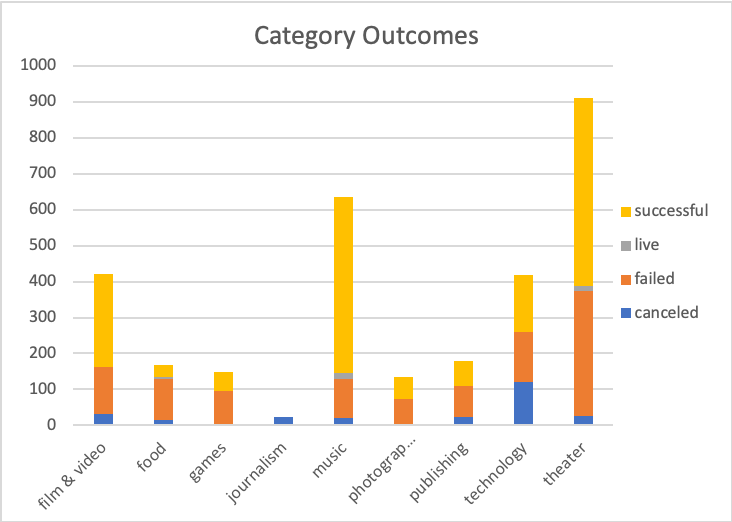 Category Outcomes
1000
900
800
700
600
500
400
300
200
100
0
film & video
food
games
journalism
music
photograp...
publishing
technology
theater
successful
live
failed
canceled